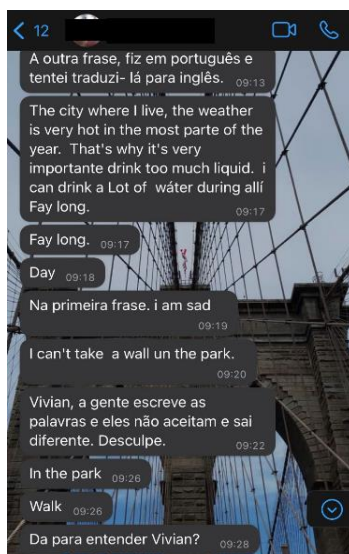 12
A outra frase, fiz em português e
tentei traduzi- lá para inglês. 09:13
The city where I live, the weather
is very hot in the most parte of the
year. That's why it's very
importante drink too much liquid. i
can drink a Lot of wáter during allí
Fay long. 09:17
Fay long. 09:17
Day 09:18
Na primeira frase. i am sad
09:19
I can't take a wall un the park.
09:20
Vivian, a gente escreve as
palavras e eles não aceitam e sai
diferente. Desculpe. 09:22
In the park 09:26
Walk 09:26
Da para entender Vivian? 09:28